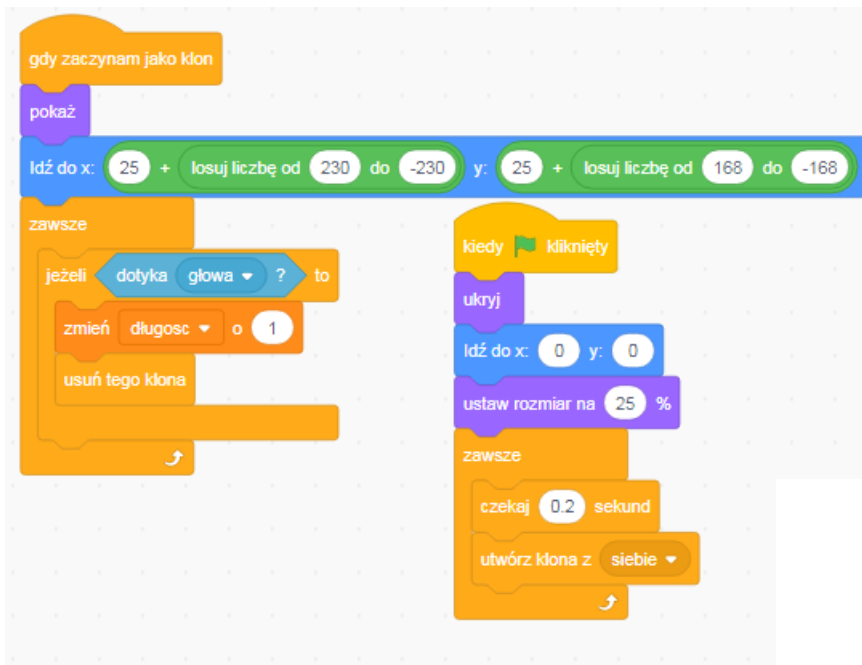 gdy zaczynam jako klon
pokaż
Idź do x: 25 + losuj liczbę od 230 do -230 y: 25 + losuj liczbę od 168 do -168
zawsze
jeżeli dotyka głowa ? to
zmień długosc o 1
usuń tego klona
kiedy kliknięty
ukryj
Idź do x: 0 y: 0
ustaw rozmiar na 25 %
zawsze
czekaj 0.2 sekund
utwórz klona z siebie